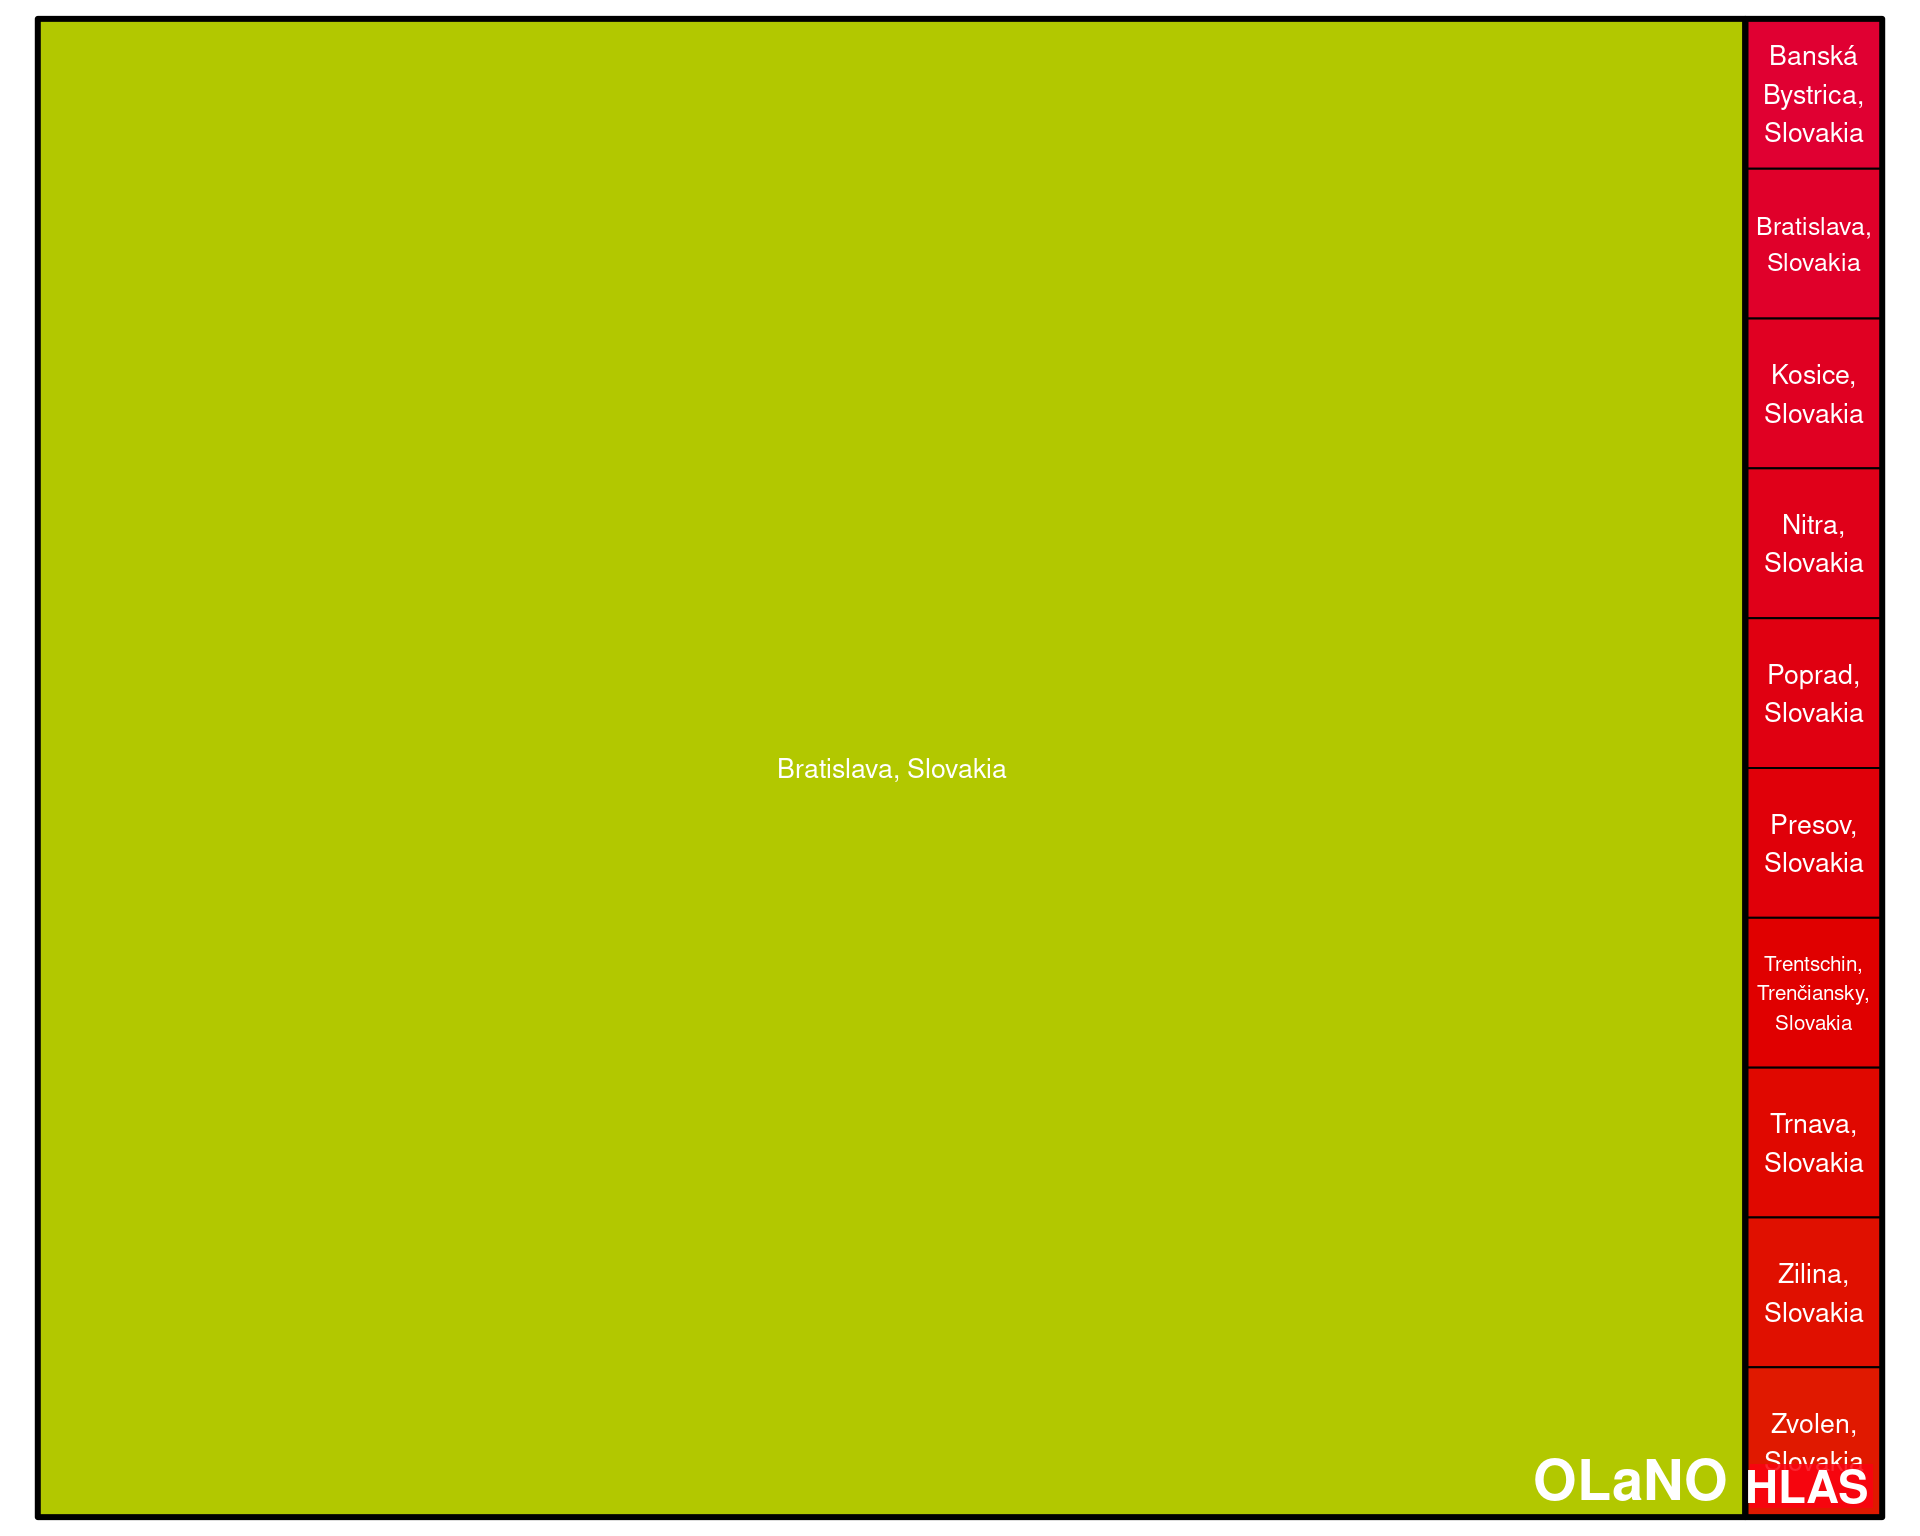 Bratislava, Slovakia
OLaNO
Banská
Bystrica,
Slovakia
Bratislava,
Slovakia
Kosice,
Slovakia
Nitra,
Slovakia
Poprad,
Slovakia
Presov,
Slovakia
Trentschin,
Trenčiansky,
Slovakia
Trnava,
Slovakia
Zilina,
Slovakia
Zvolen,
Slovakia
HLAS